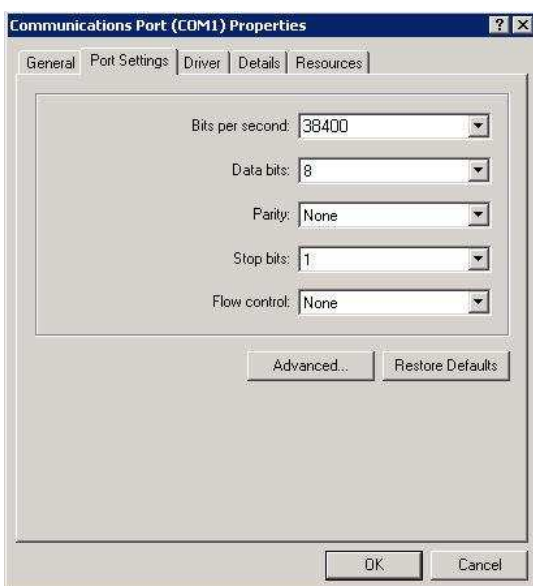 Communications Port (COM1) Properties
General Port Settings Driver Details Resources
Bits per second: 38400
Data bits: 8
Parity: None
Stop bits: 1
Flow control: None
Advanced... Restore Defaults
OK Cancel